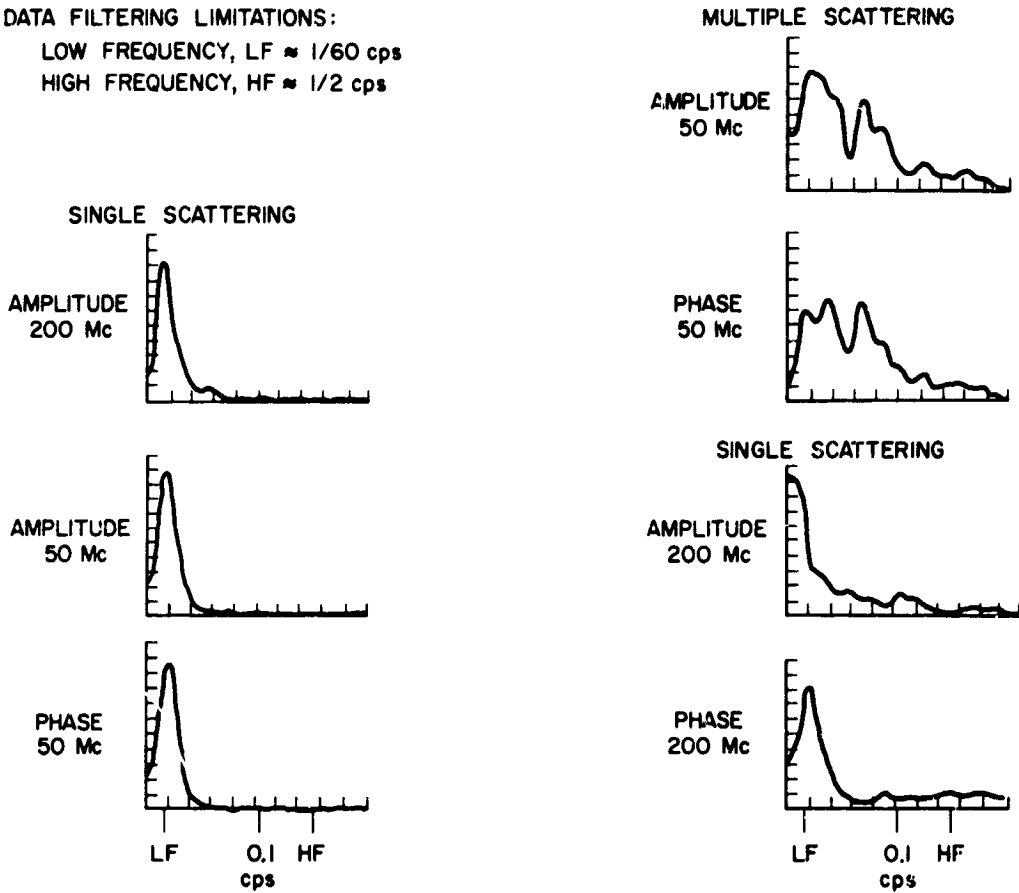 DATA FILTERING LIMITATIONS:
LOW FREQUENCY, LF ≈ 1/60 cps
HIGH FREQUENCY, HF ≈ 1/2 cps
SINGLE SCATTERING
AMPLITUDE
200 Mc
AMPLITUDE
50 Mc
PHASE
50 Mc
LF 0.1 HF
cps
MULTIPLE SCATTERING
AMPLITUDE
50 Mc
PHASE
50 Mc
SINGLE SCATTERING
AMPLITUDE
200 Mc
PHASE
200 Mc
LF 0.1 HF
cps